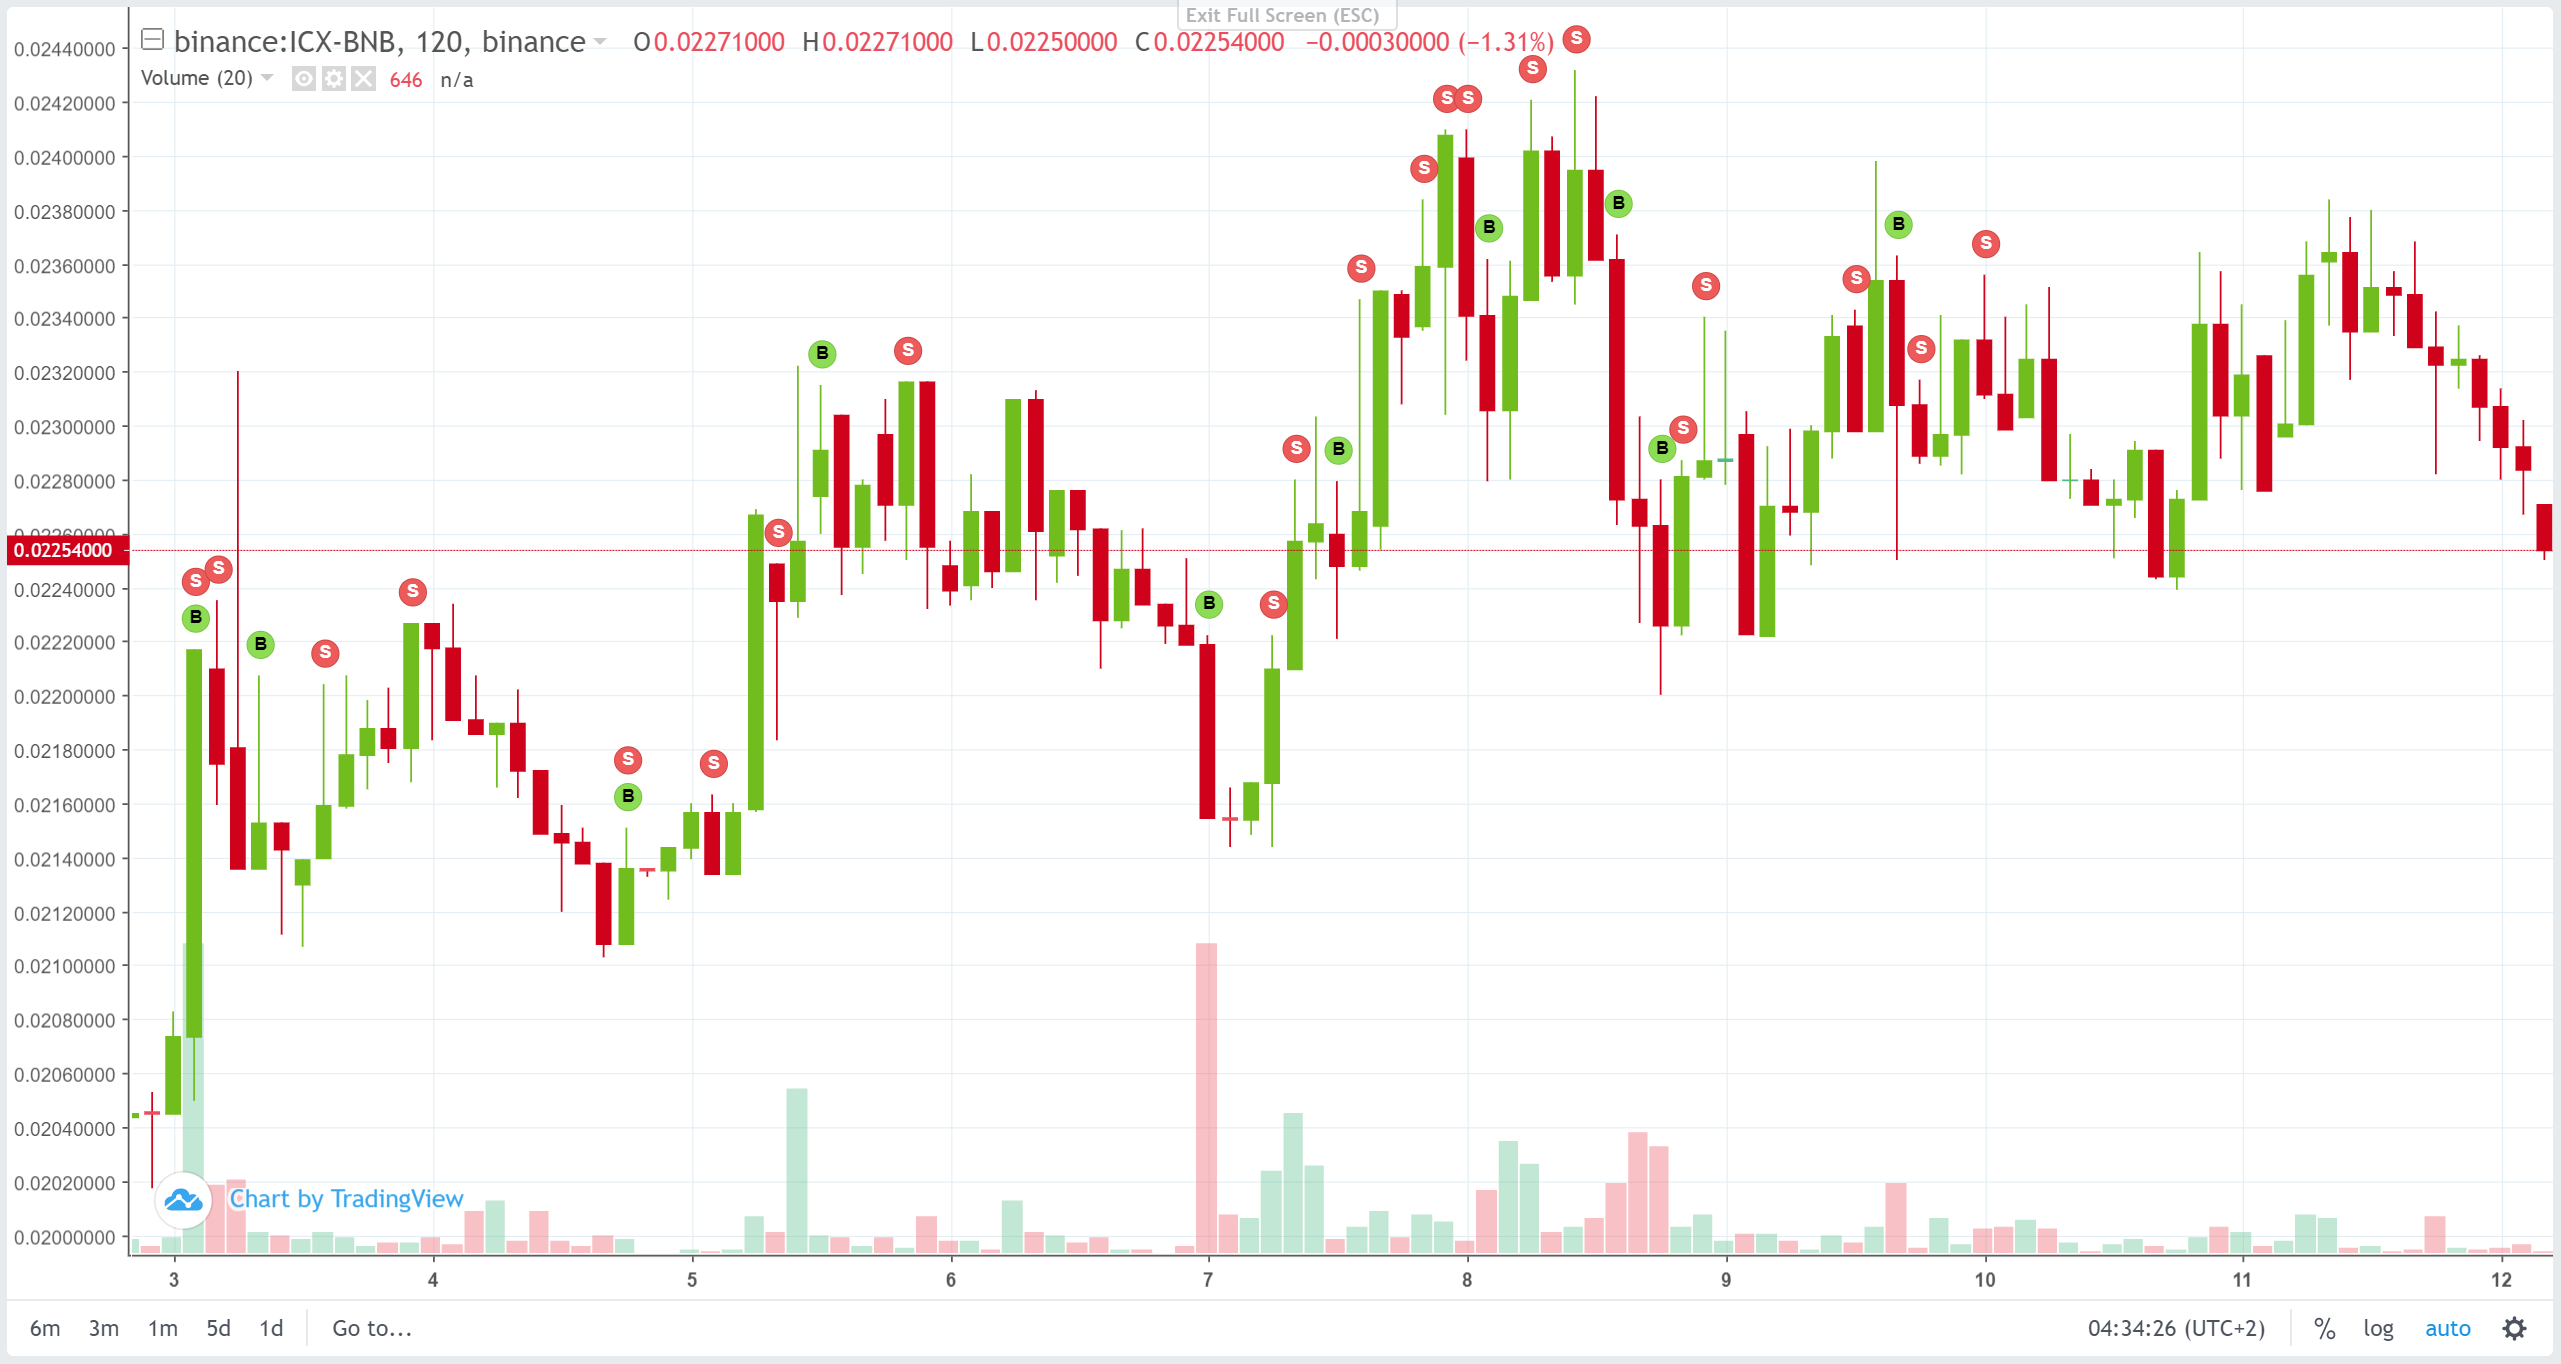 Exit Full Screen (ESC)
binance:ICX-BNB, 120, binance O0.02271000 H0.02271000 L0.02250000 C0.02254000 −0.00030000 (−1.31%)
Volume (20) 646 n/a
0.02440000
0.02420000
0.02400000
0.02380000
0.02360000
0.02340000
0.02320000
0.02300000
0.02280000
0.02260000
0.02254000
0.02240000
0.02220000
0.02200000
0.02180000
0.02160000
0.02140000
0.02120000
0.02100000
0.02080000
0.02060000
0.02040000
0.02020000
0.02000000
S
S
S S
S
B
B
B
S
S
S
S
S
B
S
S
B
B
S
S
S
S
B
S
B
S
B
S
B
S
S
B
S
Chart by TradingView
3 4 5 6 7 8 9 10 11 12
6m 3m 1m 5d 1d Go to... 04:34:26 (UTC+2) % log auto